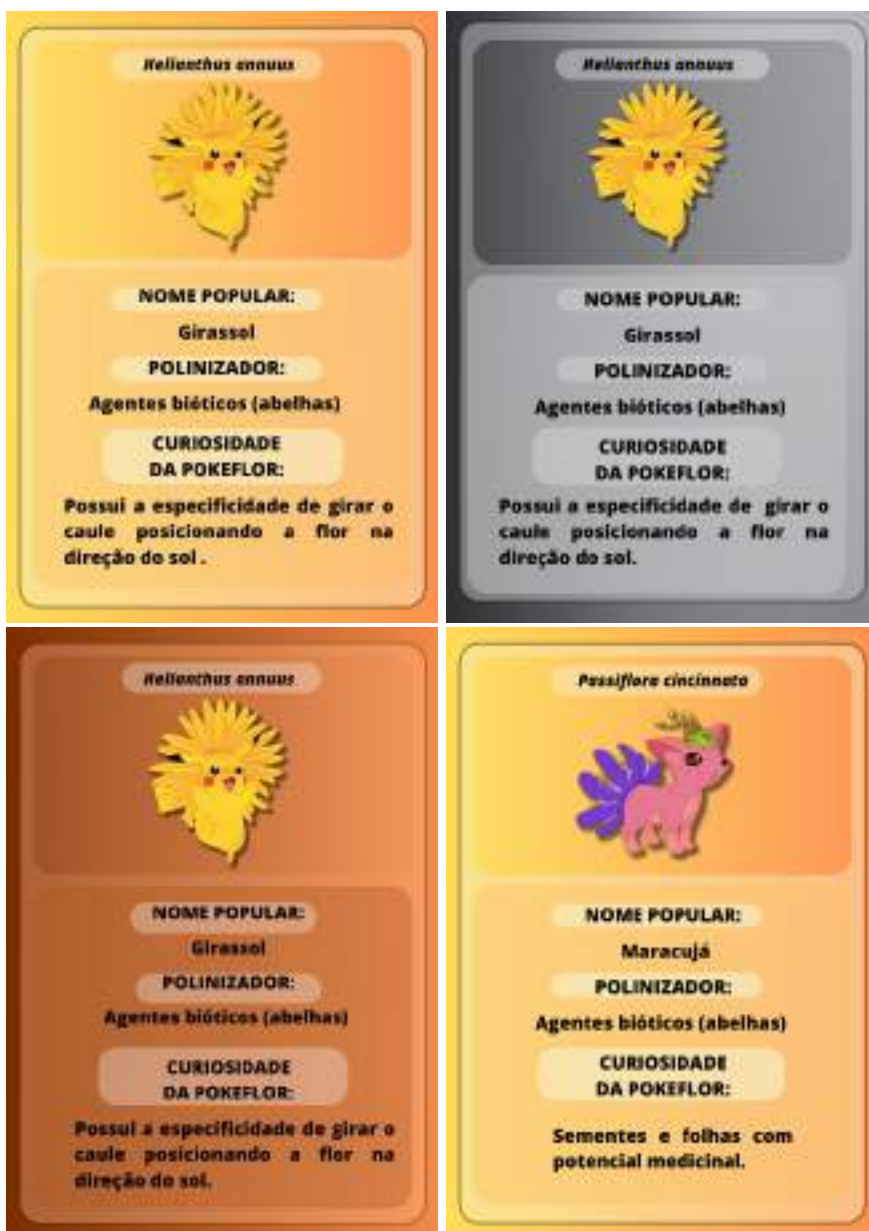 Helianthus annuus
NOME POPULAR:
Girassol
POLINIZADOR:
Agentes bióticos (abelhas)
CURIOSIDADE
DA POKEFLOR:
Possui a especificidade de girar o
caule posicionando a flor na
direção do sol .
Helianthus annuus
NOME POPULAR:
Girassol
POLINIZADOR:
Agentes bióticos (abelhas)
CURIOSIDADE
DA POKEFLOR:
Possui a especificidade de girar o
caule posicionando a flor na
direção do sol.
Helianthus annuus
NOME POPULAR:
Girassol
POLINIZADOR:
Agentes bióticos (abelhas)
CURIOSIDADE
DA POKEFLOR:
Possui a especificidade de girar o
caule posicionando a flor na
direção do sol.
Passiflora cincinnata
NOME POPULAR:
Maracujá
POLINIZADOR:
Agentes bióticos (abelhas)
CURIOSIDADE
DA POKEFLOR:
Sementes e folhas com
potencial medicinal.